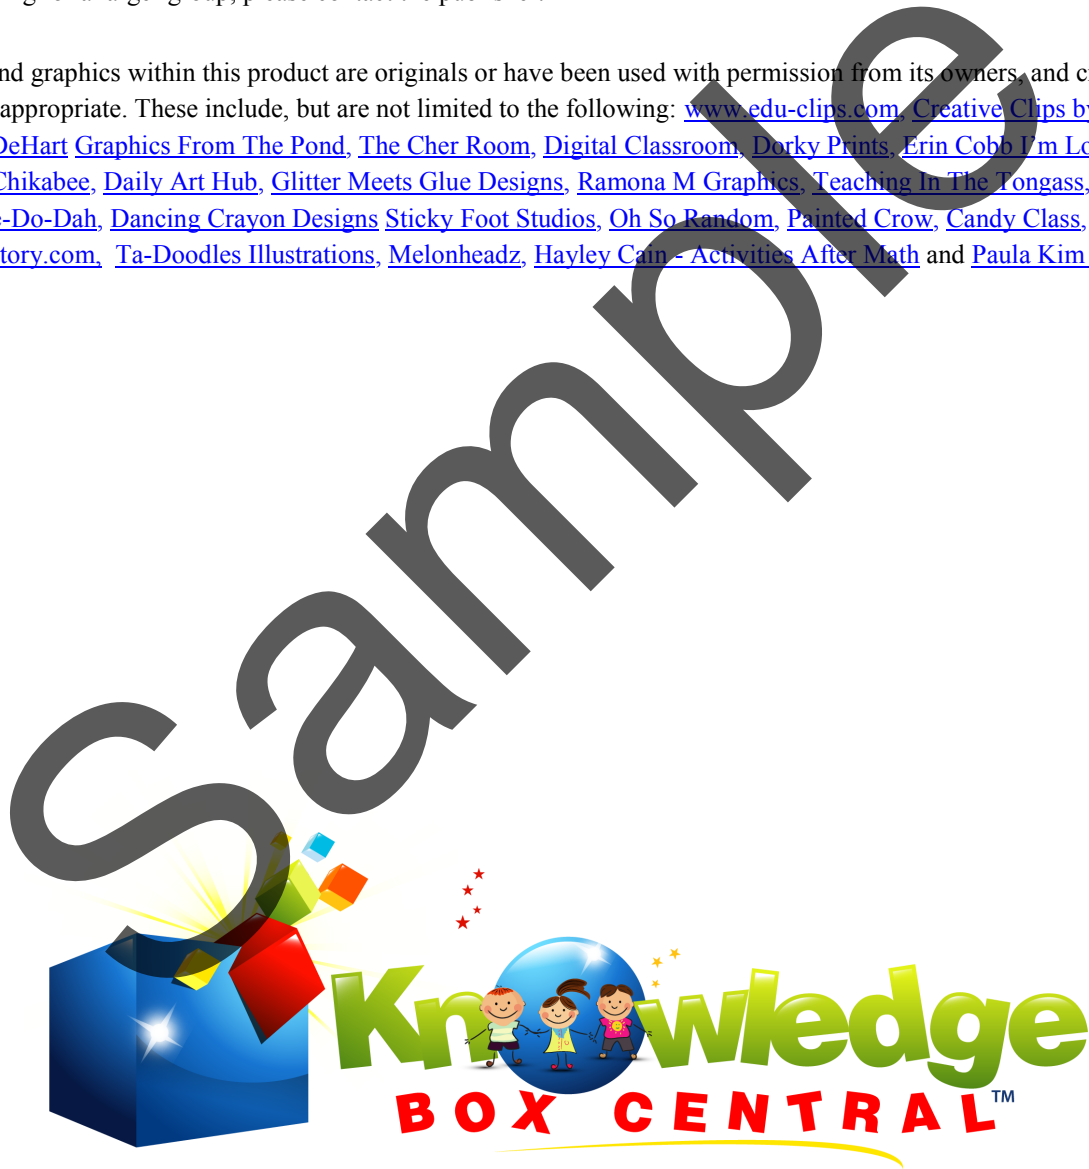 nd graphics within this product are originals or have been used with permission from its owners, and c
appropriate. These include, but are not limited to the following: www.edu-clips.com, Creative Clips by
DeHart Graphics From The Pond, The Cher Room, Digital Classroom, Dorky Prints, Erin Cobb I'm Lo
Chikabee, Daily Art Hub, Glitter Meets Glue Designs, Ramona M Graphics, Teaching In The Tongass,
e-Do-Dah, Dancing Crayon Designs Sticky Foot Studios, Oh So Random, Painted Crow, Candy Class,
tory.com, Ta-Doodles Illustrations, Melonheadz, Hayley Cain - Activities After Math and Paula Kim
Sample
Knowledge
BOX CENTRAL™